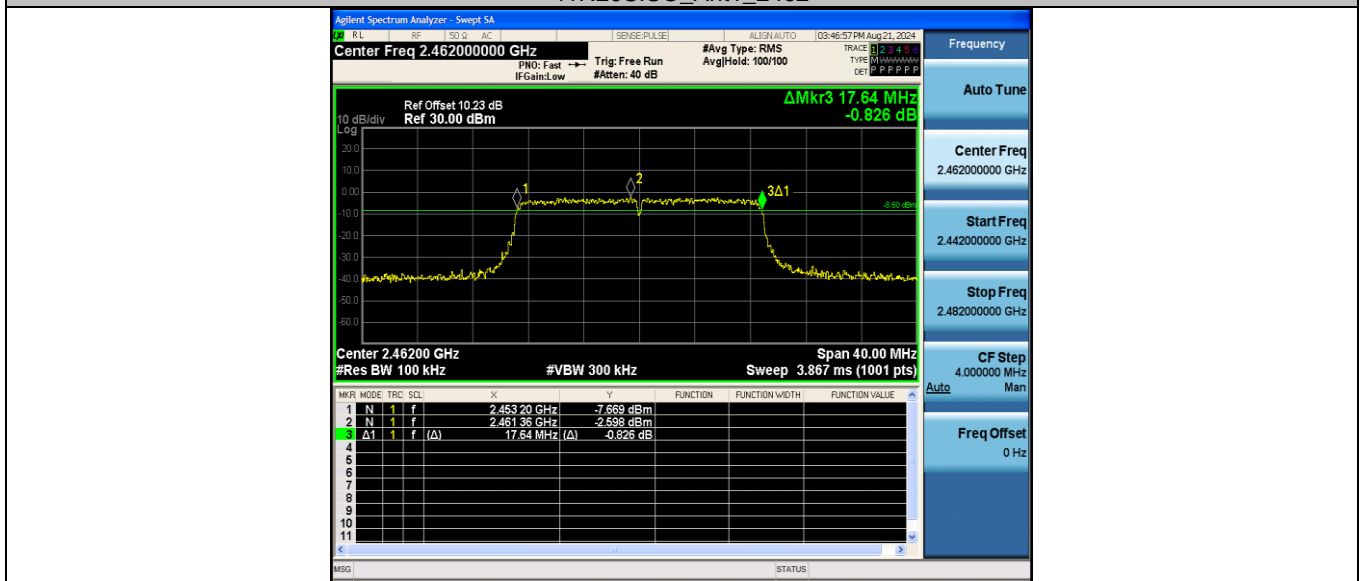 Agilent Spectrum Analyzer - Swept SA
RL RF 50 Ω AC SENSE:PULSE ALIGN AUTO 03:46:57 PM Aug 21, 2024
Center Freq 2.462000000 GHz
PNO: Fast
IFGain:Low
Trig: Free Run
#Atten: 40 dB
#Avg Type: RMS
Avg|Hold: 100/100
TRACE 1 2 3 4 5 6
TYPE M
DET P P P P P P
ΔMkr3 17.64 MHz
-0.826 dB
Ref Offset 10.23 dB
10 dB/div Ref 30.00 dBm
Log
20.0
10.0
0.00
-10.0
-20.0
-30.0
-40.0
-50.0
-60.0
1
2
3Δ1
-8.60 dBm
Center 2.46200 GHz Span 40.00 MHz
#Res BW 100 kHz #VBW 300 kHz Sweep 3.867 ms (1001 pts)
MKR MODE TRC SCL X Y FUNCTION FUNCTION WIDTH FUNCTION VALUE
1 N 1 f 2.453 20 GHz -7.669 dBm
2 N 1 f 2.461 36 GHz -2.598 dBm
3 Δ1 1 f (Δ) 17.64 MHz (Δ) -0.826 dB
4
5
6
7
8
9
10
11
MSG STATUS
Frequency
Auto Tune
Center Freq
2.462000000 GHz
Start Freq
2.442000000 GHz
Stop Freq
2.482000000 GHz
CF Step
4.000000 MHz
Auto Man
Freq Offset
0 Hz